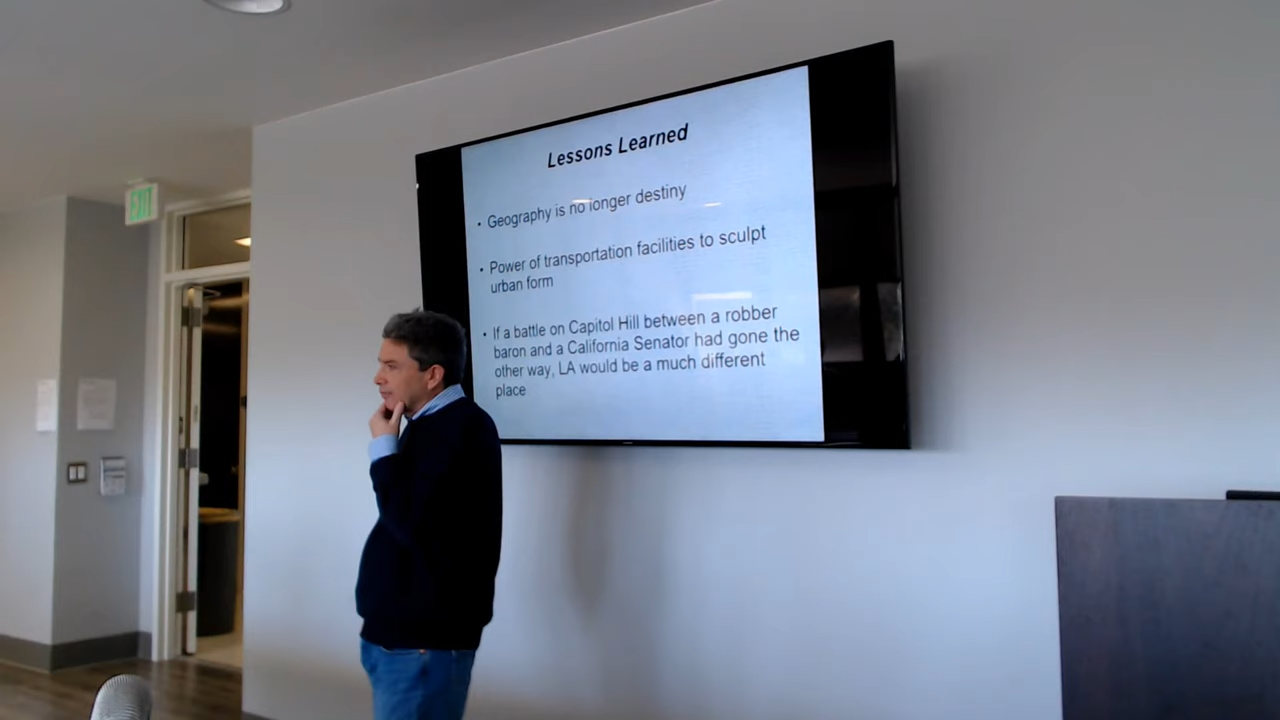 EXIT
Lessons Learned
• Geography is no longer destiny
• Power of transportation facilities to sculpt
urban form
• If a battle on Capitol Hill between a robber
baron and a California Senator had gone the
other way, LA would be a much different
place